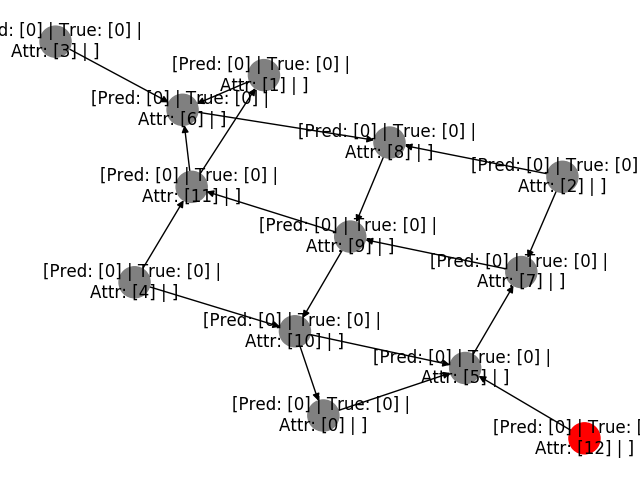 d: [0] | True: [0] |
Attr: [3] | ]
[Pred: [0] | True: [0] |
Attr: [1] | ]
[Pred: [0] | True: [0] |
Attr: [6] | ]
[Pred: [0] | True: [0] |
Attr: [8] | ]
[Pred: [0] | True: [0]
Attr: [2] | ]
[Pred: [0] | True: [0] |
Attr: [11] | ]
[Pred: [0] | True: [0] |
Attr: [9] | ]
[Pred: [0] | True: [0] |
Attr: [7] | ]
[Pred: [0] | True: [0] |
Attr: [4] | ]
[Pred: [0] | True: [0] |
Attr: [10] | ]
[Pred: [0] | True: [0] |
Attr: [5] | ]
[Pred: [0] | True: [0] |
Attr: [0] | ]
[Pred: [0] | True: [
Attr: [12] | ]